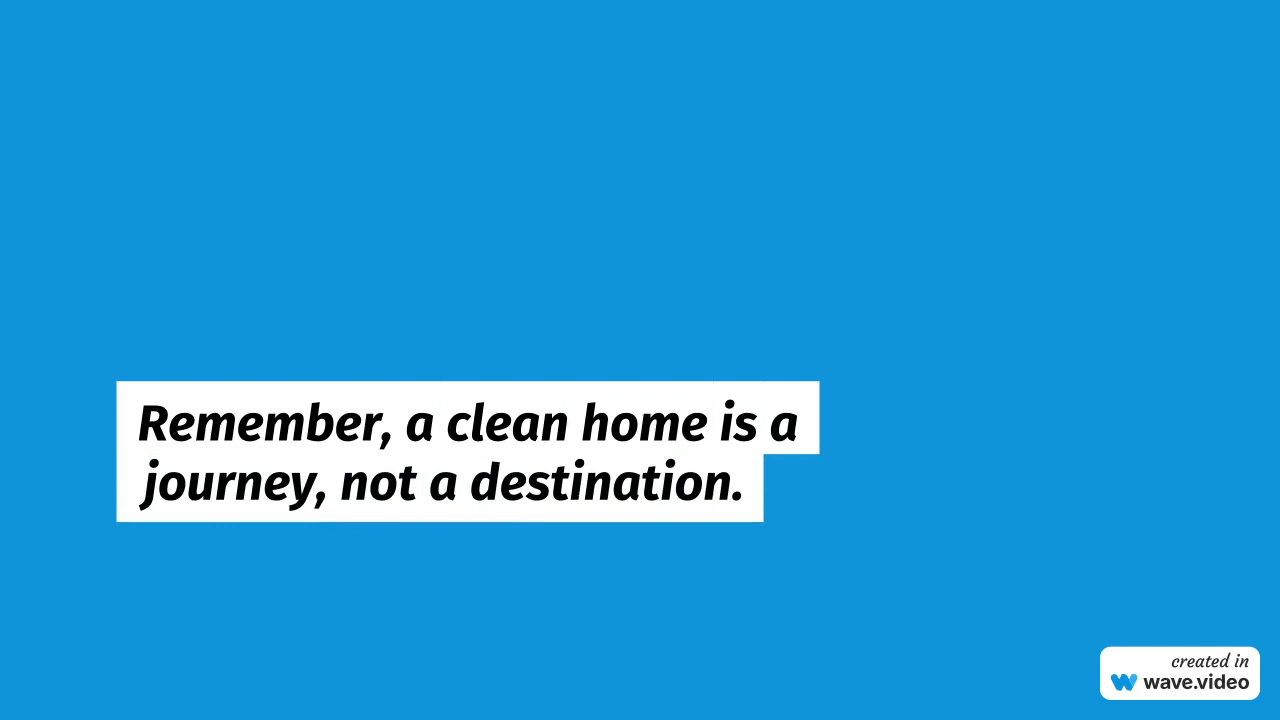 Remember, a clean home is a
journey, not a destination.
created in
wave.video